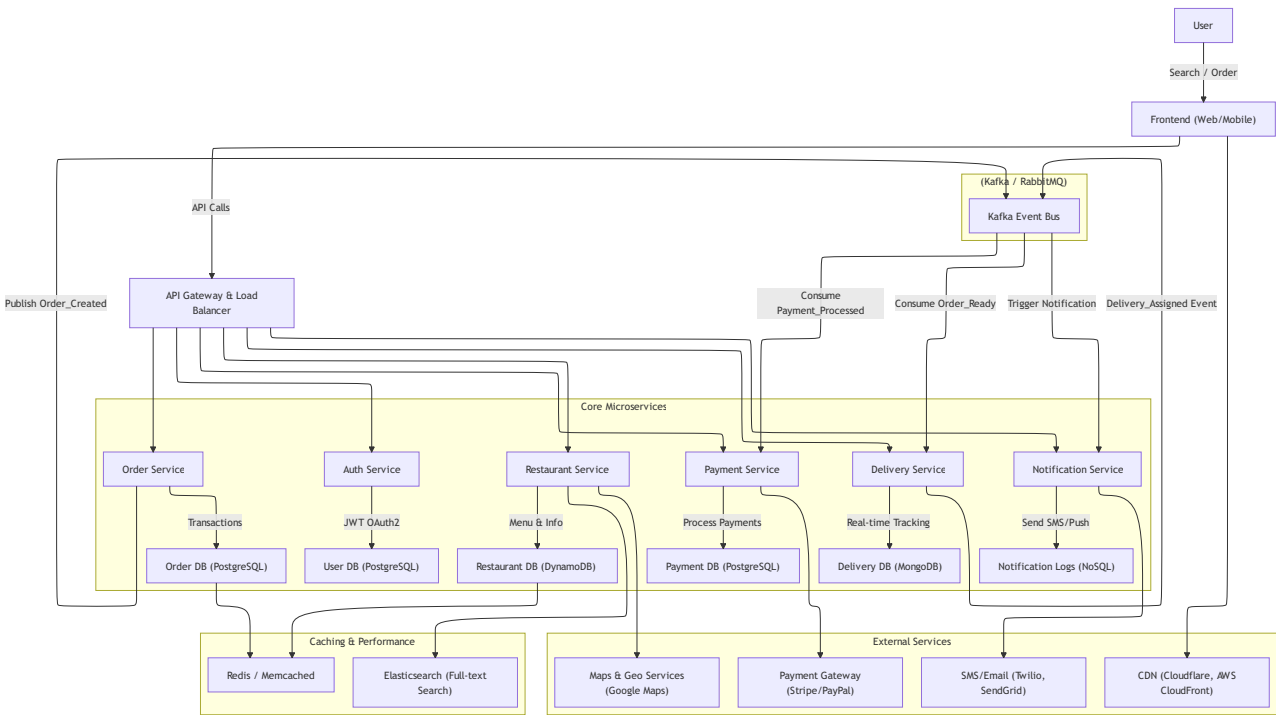 User
Search / Order
Frontend (Web/Mobile)
(Kafka / RabbitMQ)
Kafka Event Bus
API Calls
API Gateway & Load
Balancer
Publish Order_Created
Consume
Payment_Processed
Consume Order_Ready
Trigger Notification
Delivery_Assigned Event
Core Microservices
Order Service
Auth Service
Restaurant Service
Payment Service
Delivery Service
Notification Service
Transactions
JWT OAuth2
Menu & Info
Process Payments
Real-time Tracking
Send SMS/Push
Order DB (PostgreSQL)
User DB (PostgreSQL)
Restaurant DB (DynamoDB)
Payment DB (PostgreSQL)
Delivery DB (MongoDB)
Notification Logs (NoSQL)
Caching & Performance
Redis / Memcached
Elasticsearch (Full-text
Search)
External Services
Maps & Geo Services
(Google Maps)
Payment Gateway
(Stripe/PayPal)
SMS/Email (Twilio,
SendGrid)
CDN (Cloudflare, AWS
CloudFront)